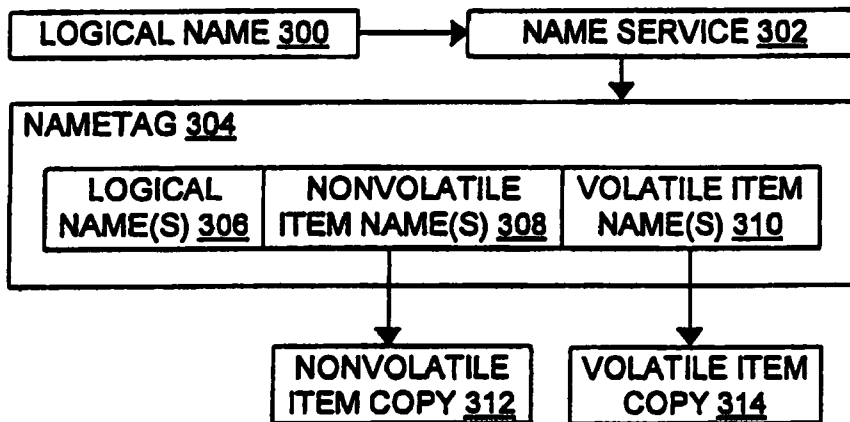 LOGICAL NAME 300
NAME SERVICE 302
NAMETAG 304
LOGICAL
NAME(S) 306
NONVOLATILE
ITEM NAME(S) 308
VOLATILE ITEM
NAME(S) 310
NONVOLATILE
ITEM COPY 312
VOLATILE ITEM
COPY 314